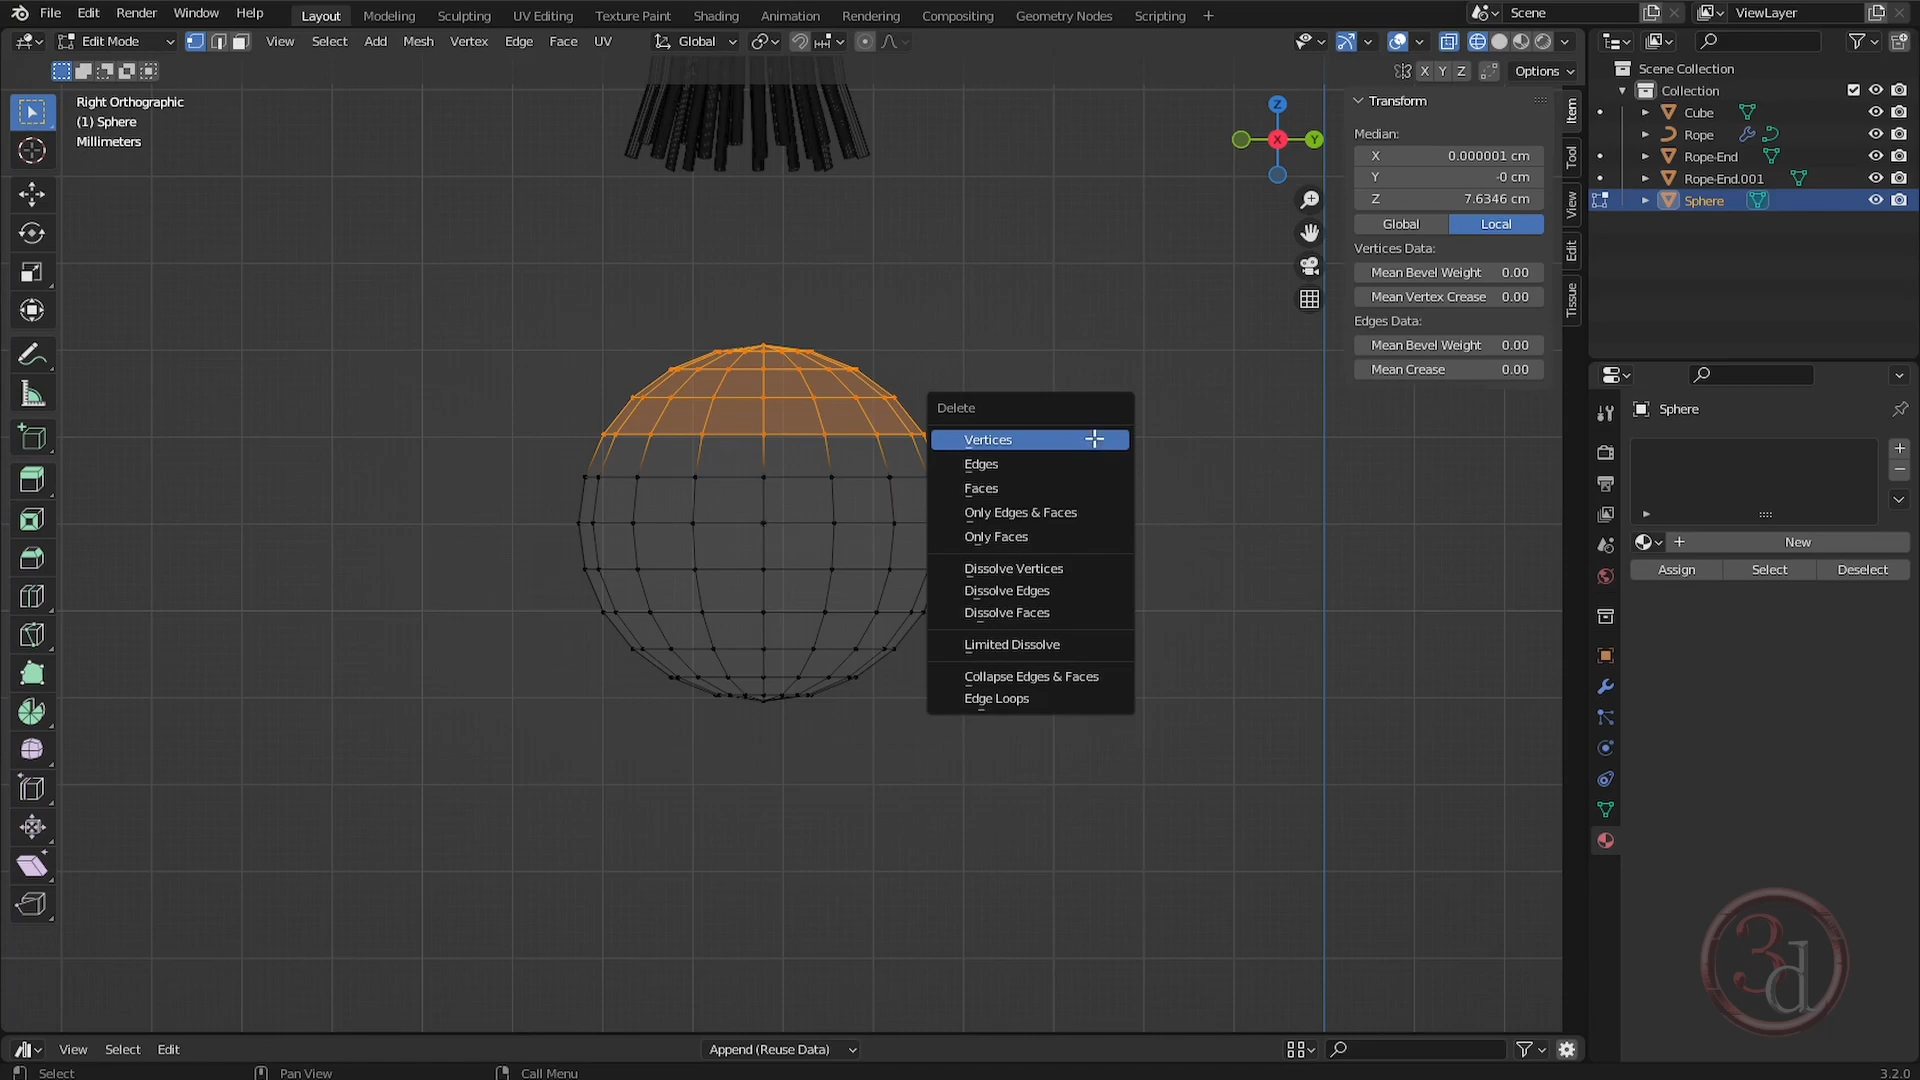 File Edit Render Window Help Layout Modeling Sculpting UV Editing Texture Paint Shading Animation Rendering Compositing Geometry Nodes Scripting + Scene ViewLayer
Edit Mode View Select Add Mesh Vertex Edge Face UV Global
X Y Z Options
Right Orthographic
(1) Sphere
Millimeters
Z
X
Y
Transform
Median:
X 0.000001 cm
Y -0 cm
Z 7.6346 cm
Global Local
Vertices Data:
Mean Bevel Weight 0.00
Mean Vertex Crease 0.00
Edges Data:
Mean Bevel Weight 0.00
Mean Crease 0.00
Item
Tool
View
Edit
Tissue
Scene Collection
Collection
Cube
Rope
Rope-End
Rope-End.001
Sphere
Delete
Vertices
Edges
Faces
Only Edges & Faces
Only Faces
Dissolve Vertices
Dissolve Edges
Dissolve Faces
Limited Dissolve
Collapse Edges & Faces
Edge Loops
Sphere
New
Assign Select Deselect
3d
View Select Edit Append (Reuse Data)
Select Pan View Call Menu 3.2.0